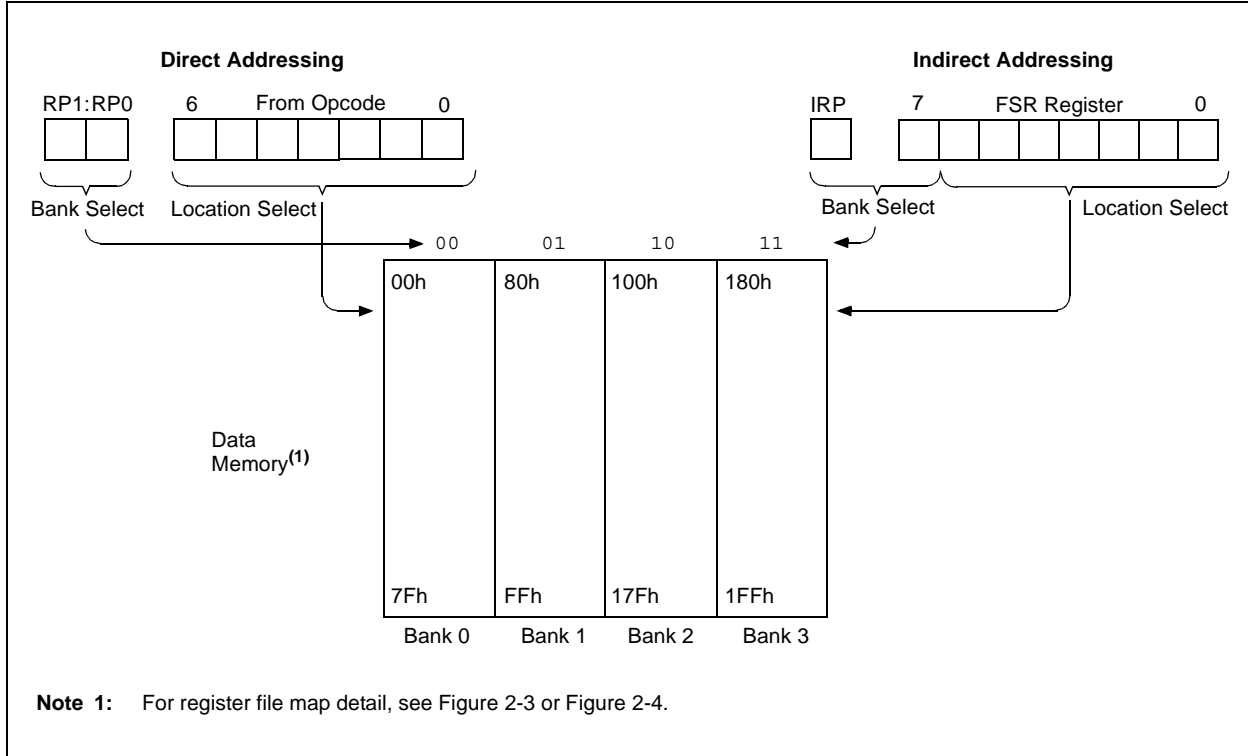 Direct Addressing
Indirect Addressing
RP1:RP0 6 From Opcode 0
IRP 7 FSR Register 0
Bank Select Location Select
Bank Select Location Select
00 01 10 11
00h 80h 100h 180h
Data
Memory(1)
7Fh FFh 17Fh 1FFh
Bank 0 Bank 1 Bank 2 Bank 3
Note 1: For register file map detail, see Figure 2-3 or Figure 2-4.